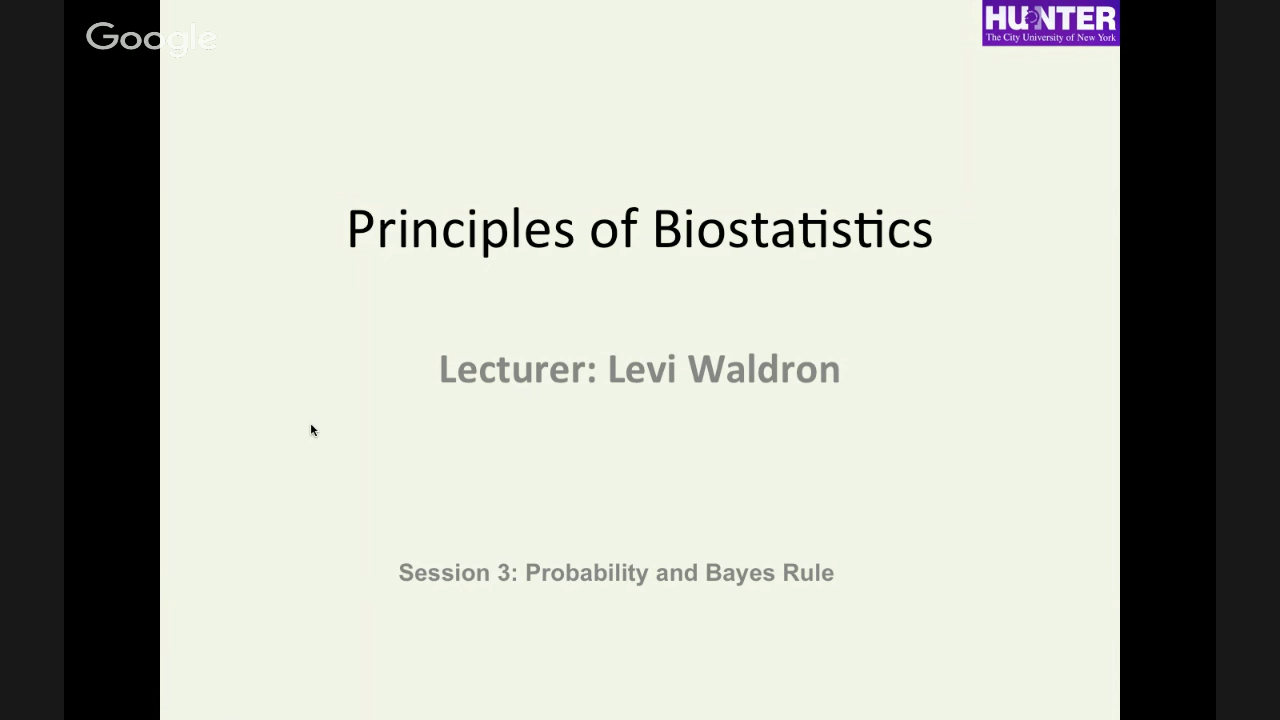 Google
HUNTER
The City University of New York
Principles of Biostatistics
Lecturer: Levi Waldron
Session 3: Probability and Bayes Rule